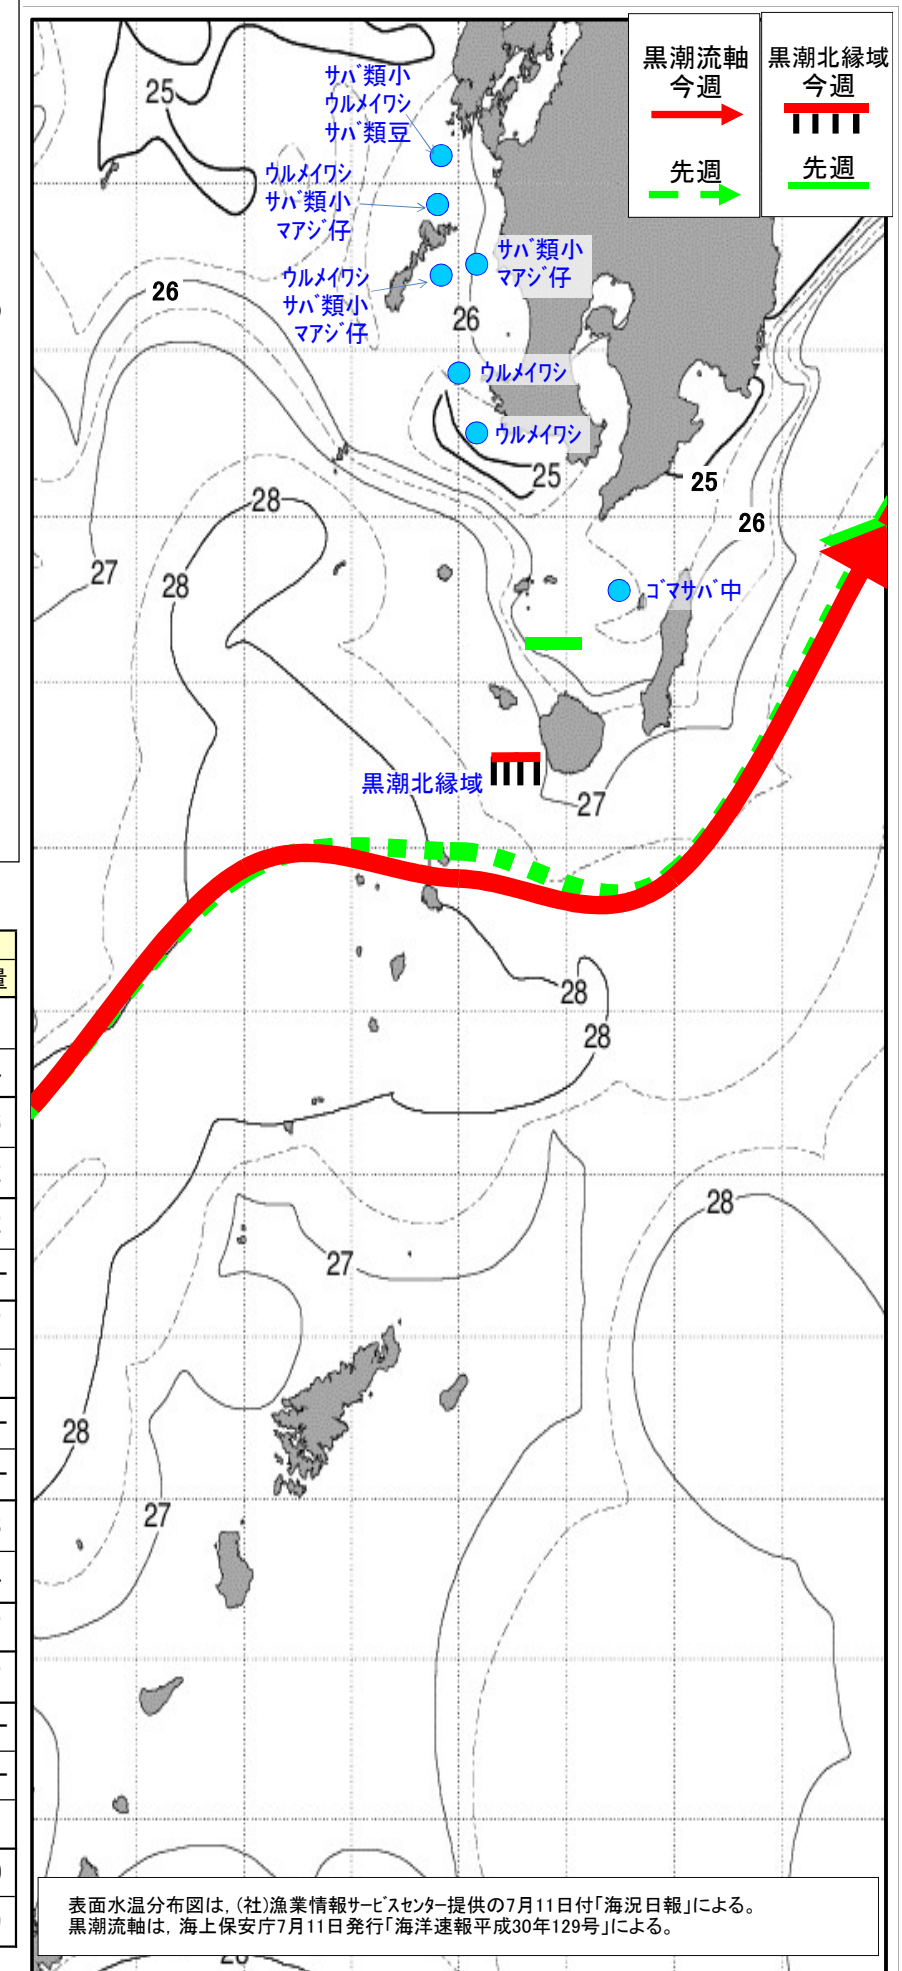 黒潮流軸
今週
先週
黒潮北縁域
今週
先週
25
サバ類小
ウルメイワシ
サバ類豆
ウルメイワシ
サバ類小
マアジ仔
サバ類小
マアジ仔
ウルメイワシ
サバ類小
マアジ仔
26
26
ウルメイワシ
ウルメイワシ
25
25
28
26
27
28
ゴマサバ中
黒潮北縁域
27
量
28
28
28
27
28
27
表面水温分布図は，(社)漁業情報サービスセンター提供の7月11日付「海況日報」による。
黒潮流軸は，海上保安庁7月11日発行「海洋速報平成30年129号」による。